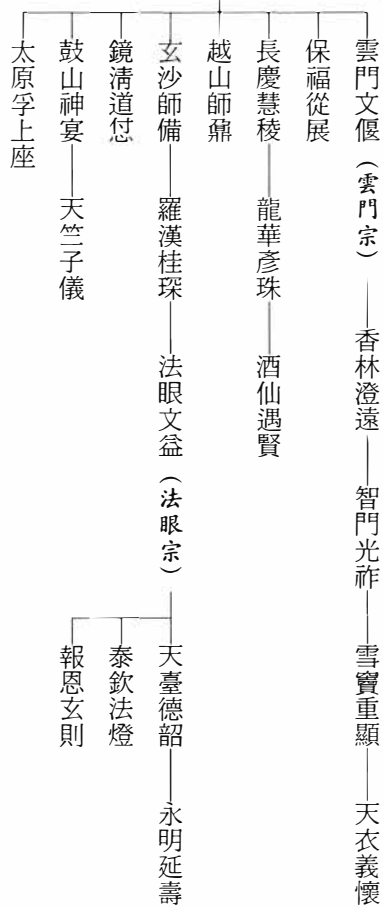 雲門文偃（雲門宗）——香林澄遠——智門光祚——雪竇重顯——天衣義懷
保福從展
長慶慧稜——龍華彥珠——酒仙遇賢
越山師鼐
玄沙師備——羅漢桂琛——法眼文益（法眼宗）——天臺德韶——永明延壽
泰欽法燈
報恩玄則
鏡清道怤
鼓山神宴——天竺子儀
太原孚上座